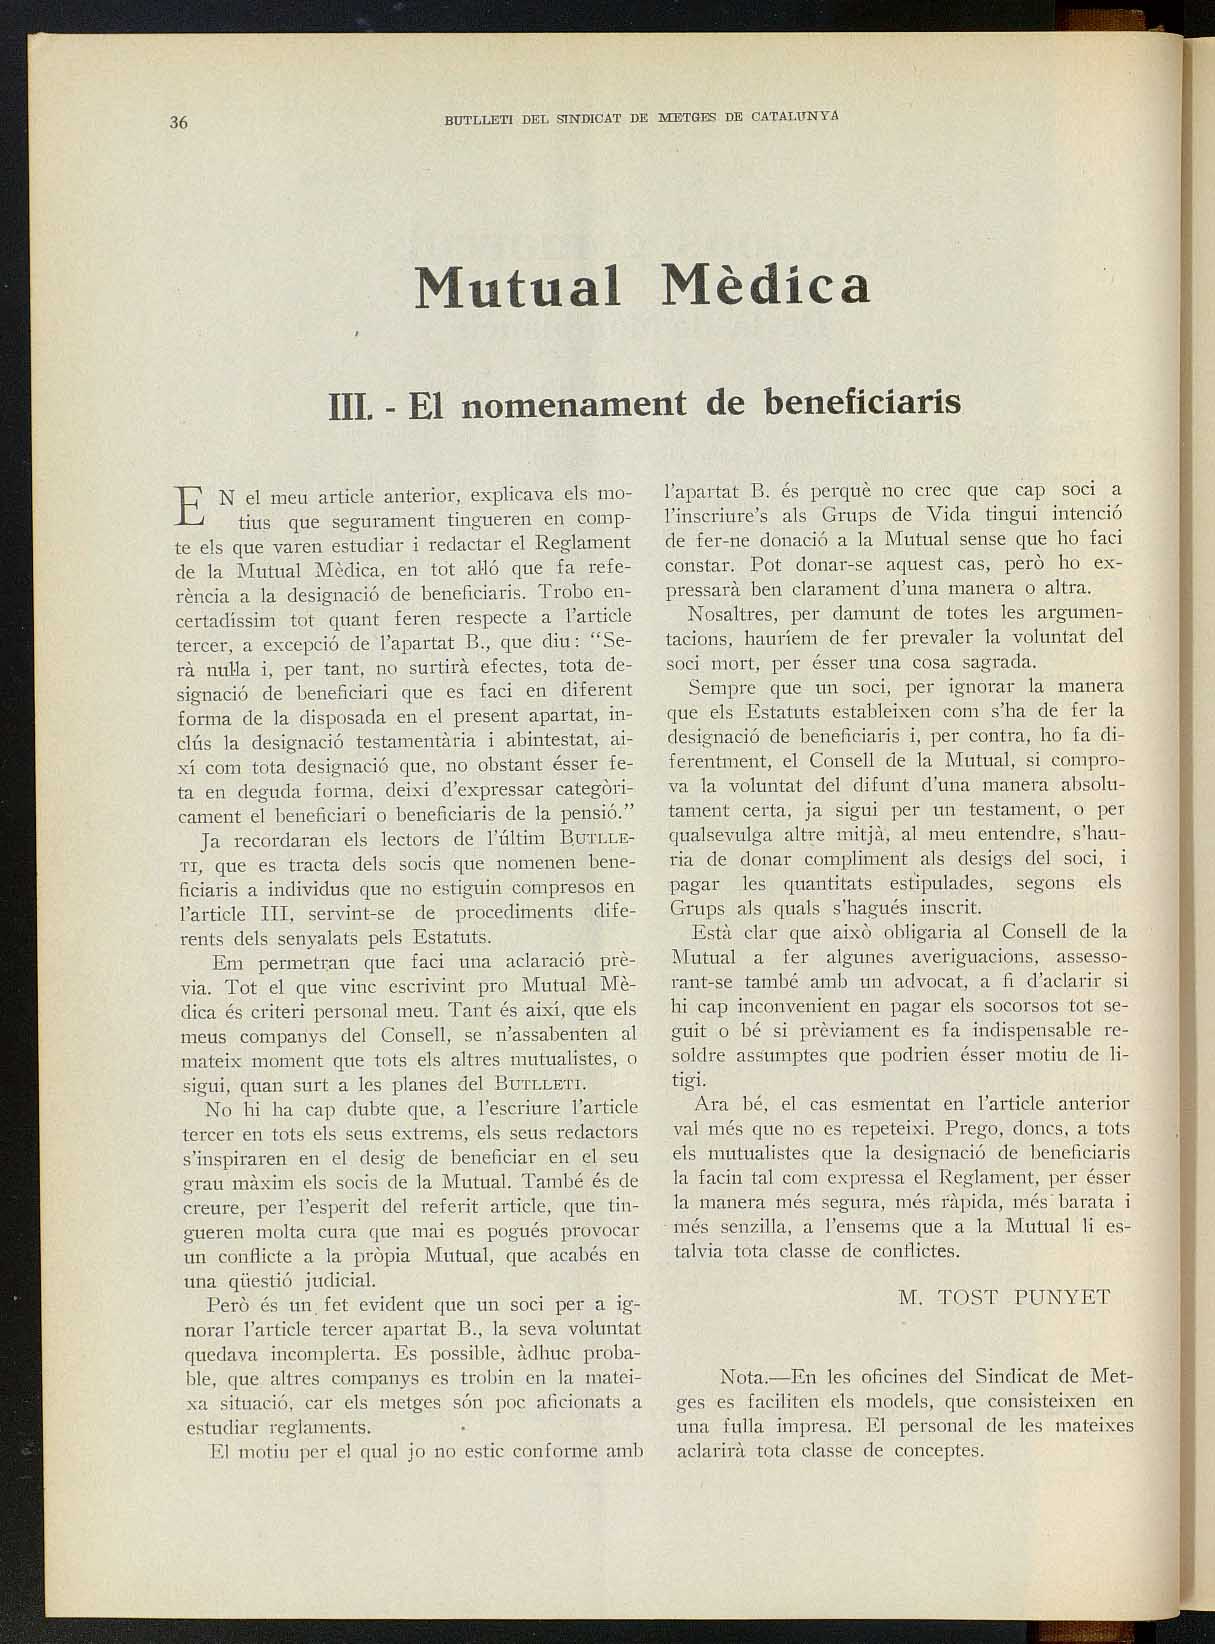 36
BUTLLETI DEL SINDICAT DE METGES DE CATALUNYA
Mutual Mèdica
III. - El nomenament de beneficiaris
EN el meu article anterior, explicava els mo-
tius que segurament tingueren en comp-
te els que varen estudiar i redactar el Reglament
de la Mutual Mèdica, en tot al·ló que fa refe-
rència a la designació de beneficiaris. Trobo en-
certadíssim tot quant feren respecte a l'article
tercer, a excepció de l'apartat B., que diu: "Se-
rà nul·la i, per tant, no surtirà efectes, tota de-
signació de beneficiari que es faci en diferent
forma de la disposada en el present apartat, in-
clús la designació testamentària i abintestat, ai-
xí com tota designació que, no obstant ésser fe-
ta en deguda forma, deixi d'expressar categòri-
cament el beneficiari o beneficiaris de la pensió."
Ja recordaran els lectors de l'últim BUTLLE-
TI, que es tracta dels socis que nomenen bene-
ficiaris a individus que no estiguin compresos en
l'article III, servint-se de procediments dife-
rents dels senyalats pels Estatuts.
Em permetran que faci una aclaració prè-
via. Tot el que vinc escrivint pro Mutual Mè-
dica és criteri personal meu. Tant és així, que els
meus companys del Consell, se n'assabenten al
mateix moment que tots els altres mutualistes, o
sigui, quan surt a les planes del BUTLLETI.
No hi ha cap dubte que, a l'escriure l'article
tercer en tots els seus extrems, els seus redactors
s'inspiraren en el desig de beneficiar en el seu
grau màxim els socis de la Mutual. També és de
creure, per l'esperit del referit article, que tin-
gueren molta cura que mai es pogués provocar
un conflicte a la pròpia Mutual, que acabés en
una qüestió judicial.
Però és un fet evident que un soci per a ig-
norar l'article tercer apartat B., la seva voluntat
quedava incomplerta. Es possible, àdhuc proba-
ble, que altres companys es trobin en la matei-
xa situació, car els metges són poc aficionats a
estudiar reglaments.
El motiu per el qual jo no estic conforme amb
l'apartat B. és perquè no crec que cap soci a
l'inscriure's als Grups de Vida tingui intenció
de fer-ne donació a la Mutual sense que ho faci
constar. Pot donar-se aquest cas, però ho ex-
pressarà ben clarament d'una manera o altra.
Nosaltres, per damunt de totes les argumen-
tacions, hauríem de fer prevaler la voluntat del
soci mort, per ésser una cosa sagrada.
Sempre que un soci, per ignorar la manera
que els Estatuts estableixen com s'ha de fer la
designació de beneficiaris i, per contra, ho fa di-
ferentment, el Consell de la Mutual, si compro-
va la voluntat del difunt d'una manera absolu-
tament certa, ja sigui per un testament, o per
qualsevulga altre mitjà, al meu entendre, s'hau-
ria de donar compliment als desigs del soci, i
pagar les quantitats estipulades, segons els
Grups als quals s'hagués inscrit.
Està clar que això obligaria al Consell de la
Mutual a fer algunes averiguacions, assesso-
rant-se també amb un advocat, a fi d'aclarir si
hi cap inconvenient en pagar els socorsos tot se-
guit o bé si prèviament es fa indispensable re-
soldre assumptes que podrien ésser motiu de li-
tigi.
Ara bé, el cas esmentat en l'article anterior
val més que no es repeteixi. Prego, doncs, a tots
els mutualistes que la designació de beneficiaris
la facin tal com expressa el Reglament, per ésser
la manera més segura, més ràpida, més barata i
més senzilla, a l'ensems que a la Mutual li es-
talvia tota classe de conflictes.
M. TOST PUNYET
Nota.—En les oficines del Sindicat de Met-
ges es faciliten els models, que consisteixen en
una fulla impresa. El personal de les mateixes
aclarirà tota classe de conceptes.